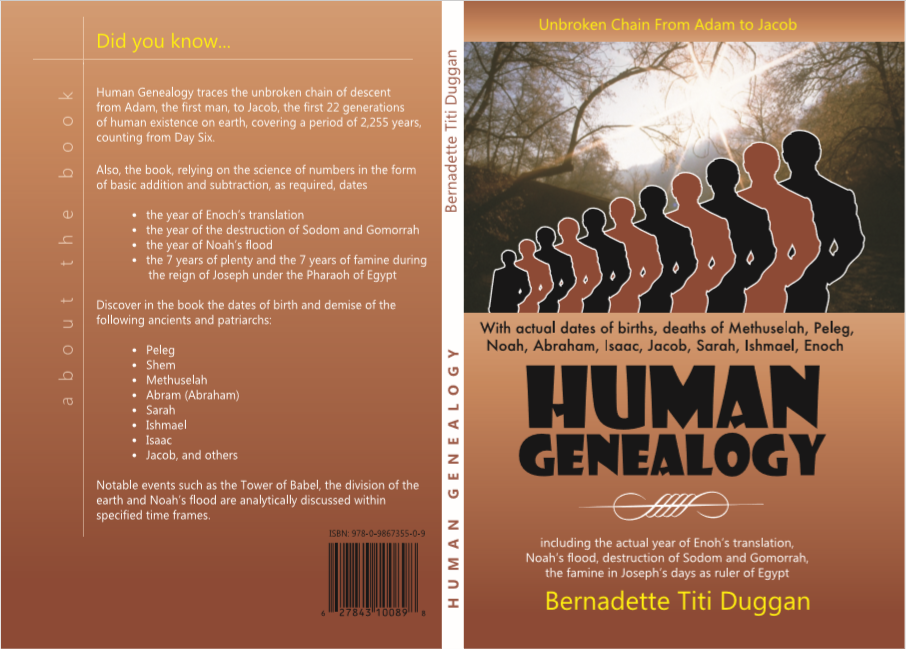 Did you know...
about the book
Human Genealogy traces the unbroken chain of descent
from Adam, the first man, to Jacob, the first 22 generations
of human existence on earth, covering a period of 2,255 years,
counting from Day Six.
Also, the book, relying on the science of numbers in the form
of basic addition and subtraction, as required, dates
• the year of Enoch's translation
• the year of the destruction of Sodom and Gomorrah
• the year of Noah's flood
• the 7 years of plenty and the 7 years of famine during
the reign of Joseph under the Pharaoh of Egypt
Discover in the book the dates of birth and demise of the
following ancients and patriarchs:
• Peleg
• Shem
• Methuselah
• Abram (Abraham)
• Sarah
• Ishmael
• Isaac
• Jacob, and others
Notable events such as the Tower of Babel, the division of the
earth and Noah's flood are analytically discussed within
specified time frames.
ISBN: 978-0-9867355-0-9
6 27843 10089 8
HUMAN GENEALOGY Bernadette Titi Duggan
Unbroken Chain From Adam to Jacob
With actual dates of births, deaths of Methuselah, Peleg,
Noah, Abraham, Isaac, Jacob, Sarah, Ishmael, Enoch
HUMAN
GENEALOGY
including the actual year of Enoh's translation,
Noah's flood, destruction of Sodom and Gomorrah,
the famine in Joseph's days as ruler of Egypt
Bernadette Titi Duggan